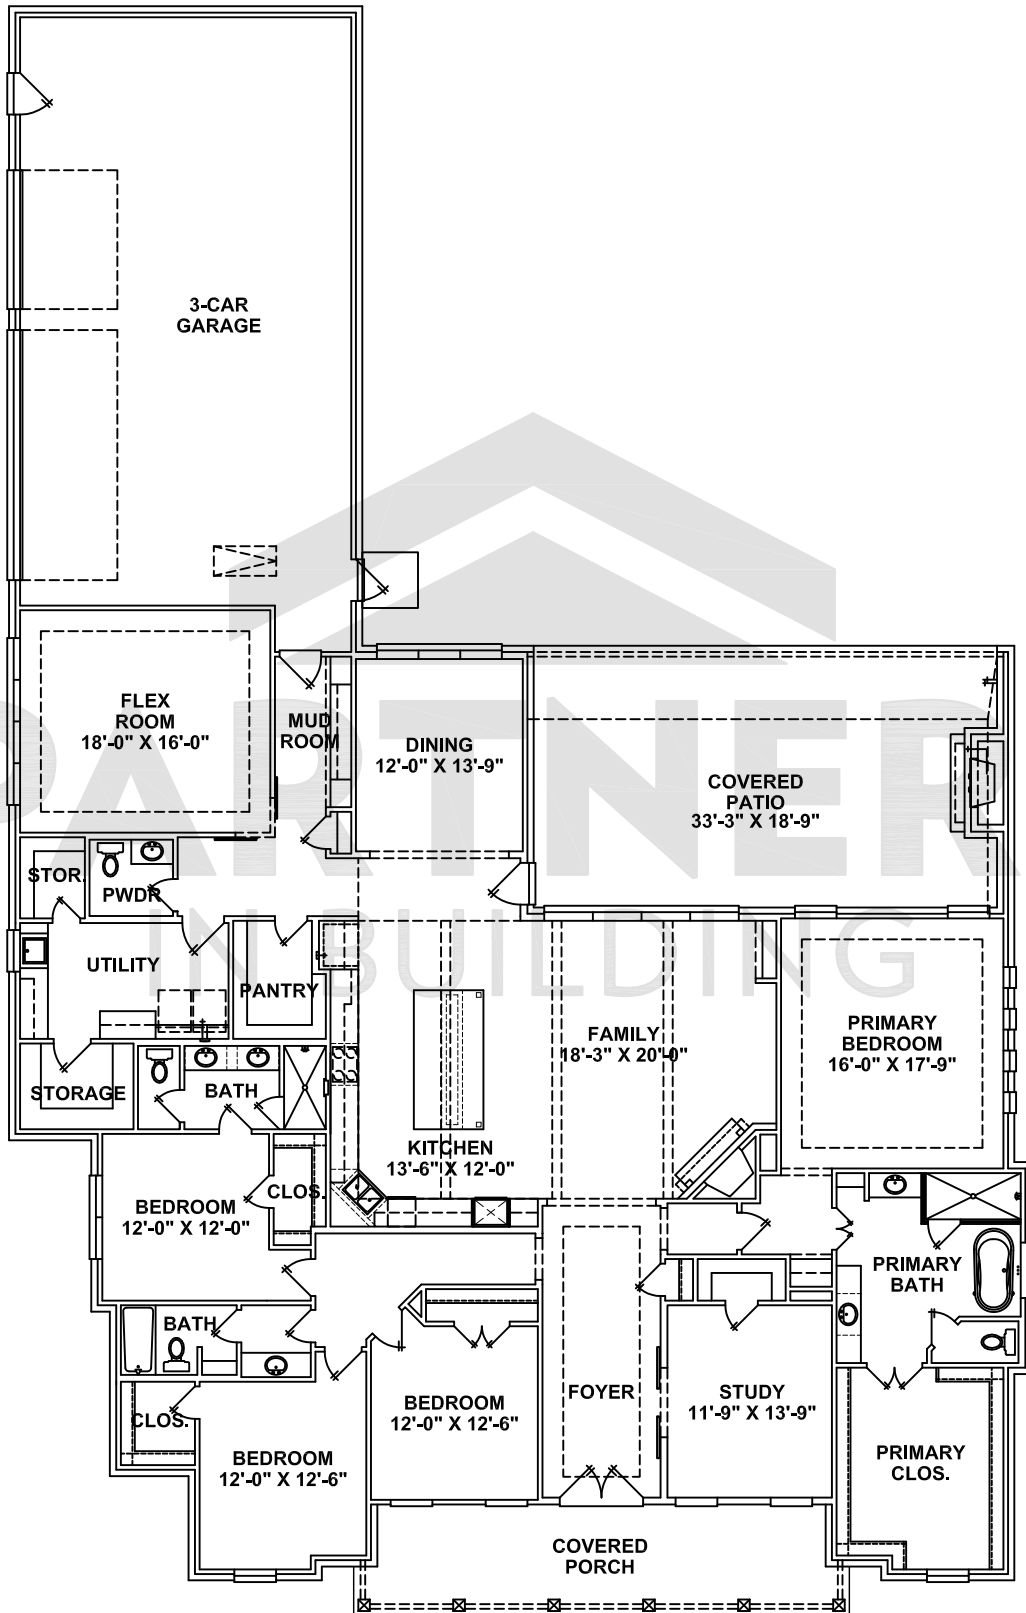 3-CAR
GARAGE
FLEX
ROOM
18'-0" X 16'-0"
MUD
ROOM
DINING
12'-0" X 13'-9"
COVERED
PATIO
33'-3" X 18'-9"
STOR.
PWDR
UTILITY
PANTRY
FAMILY
18'-3" X 20'-0"
PRIMARY
BEDROOM
16'-0" X 17'-9"
STORAGE
BATH
KITCHEN
13'-6" X 12'-0"
BEDROOM
12'-0" X 12'-0"
CLOS.
PRIMARY
BATH
BATH
CLOS.
BEDROOM
12'-0" X 12'-6"
BEDROOM
12'-0" X 12'-6"
FOYER
STUDY
11'-9" X 13'-9"
PRIMARY
CLOS.
COVERED
PORCH
PARTNER
IN BUILDING